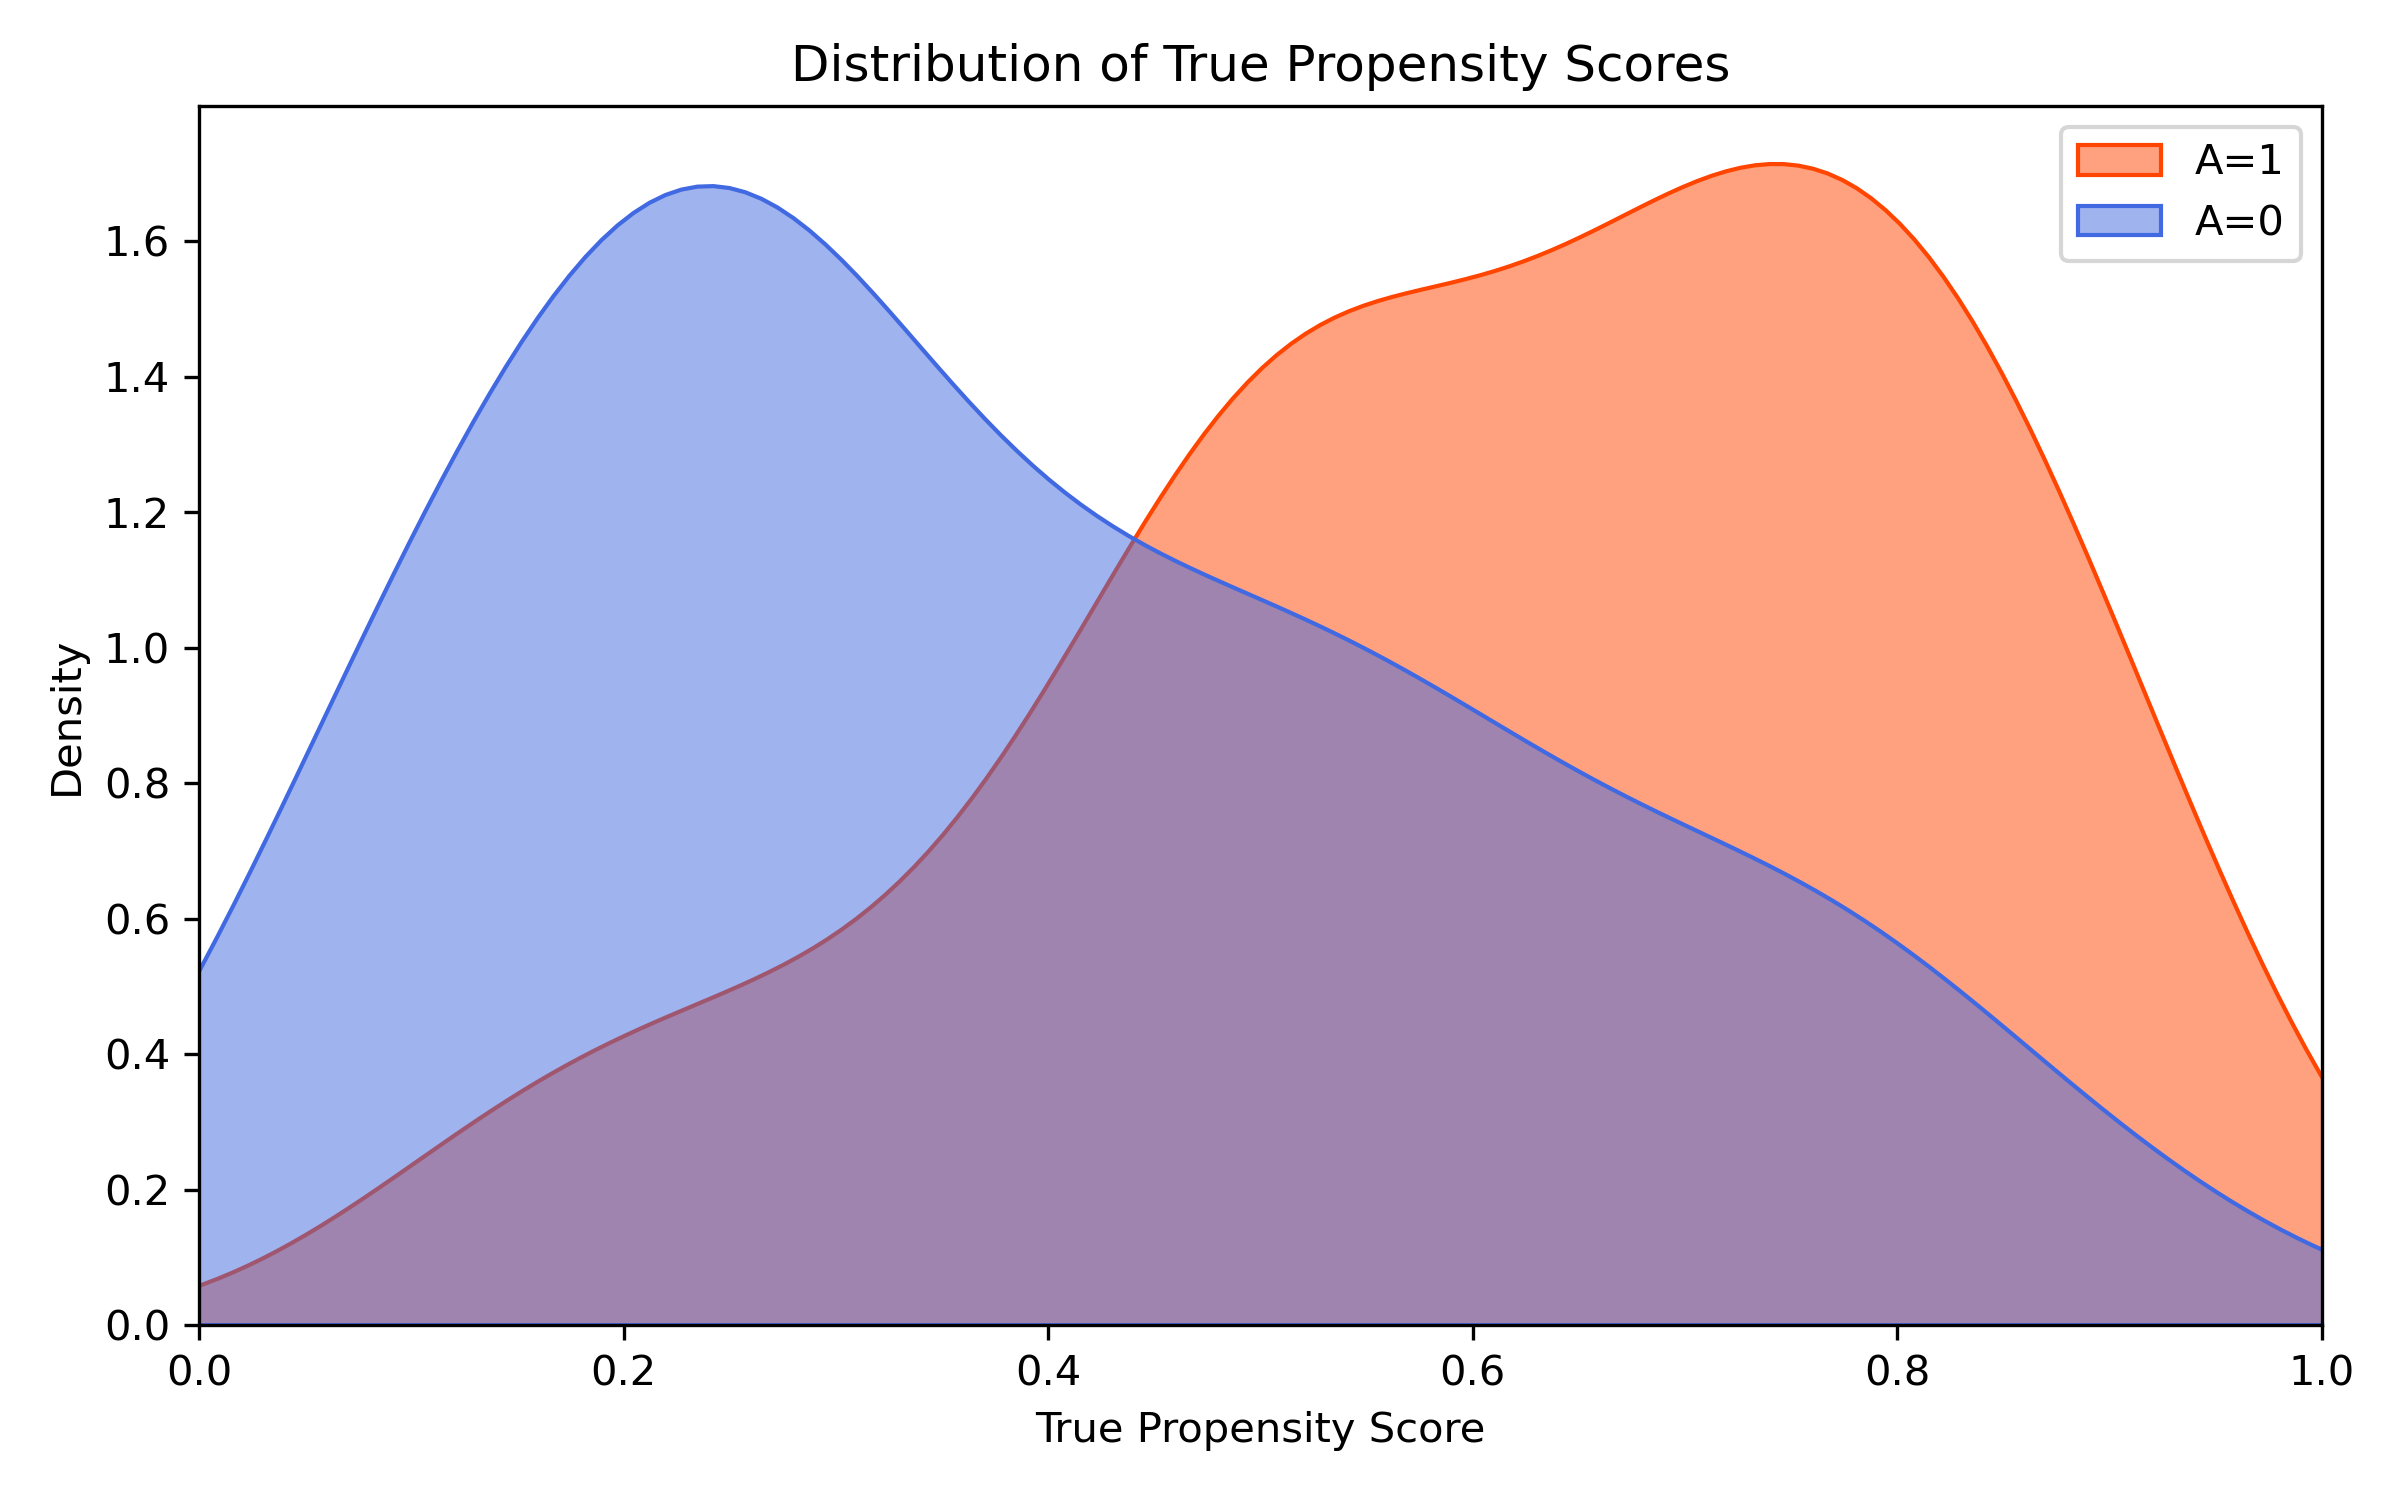 Distribution of True Propensity Scores
A=1
A=0
Density
1.6
1.4
1.2
1.0
0.8
0.6
0.4
0.2
0.0
0.0 0.2 0.4 0.6 0.8 1.0
True Propensity Score